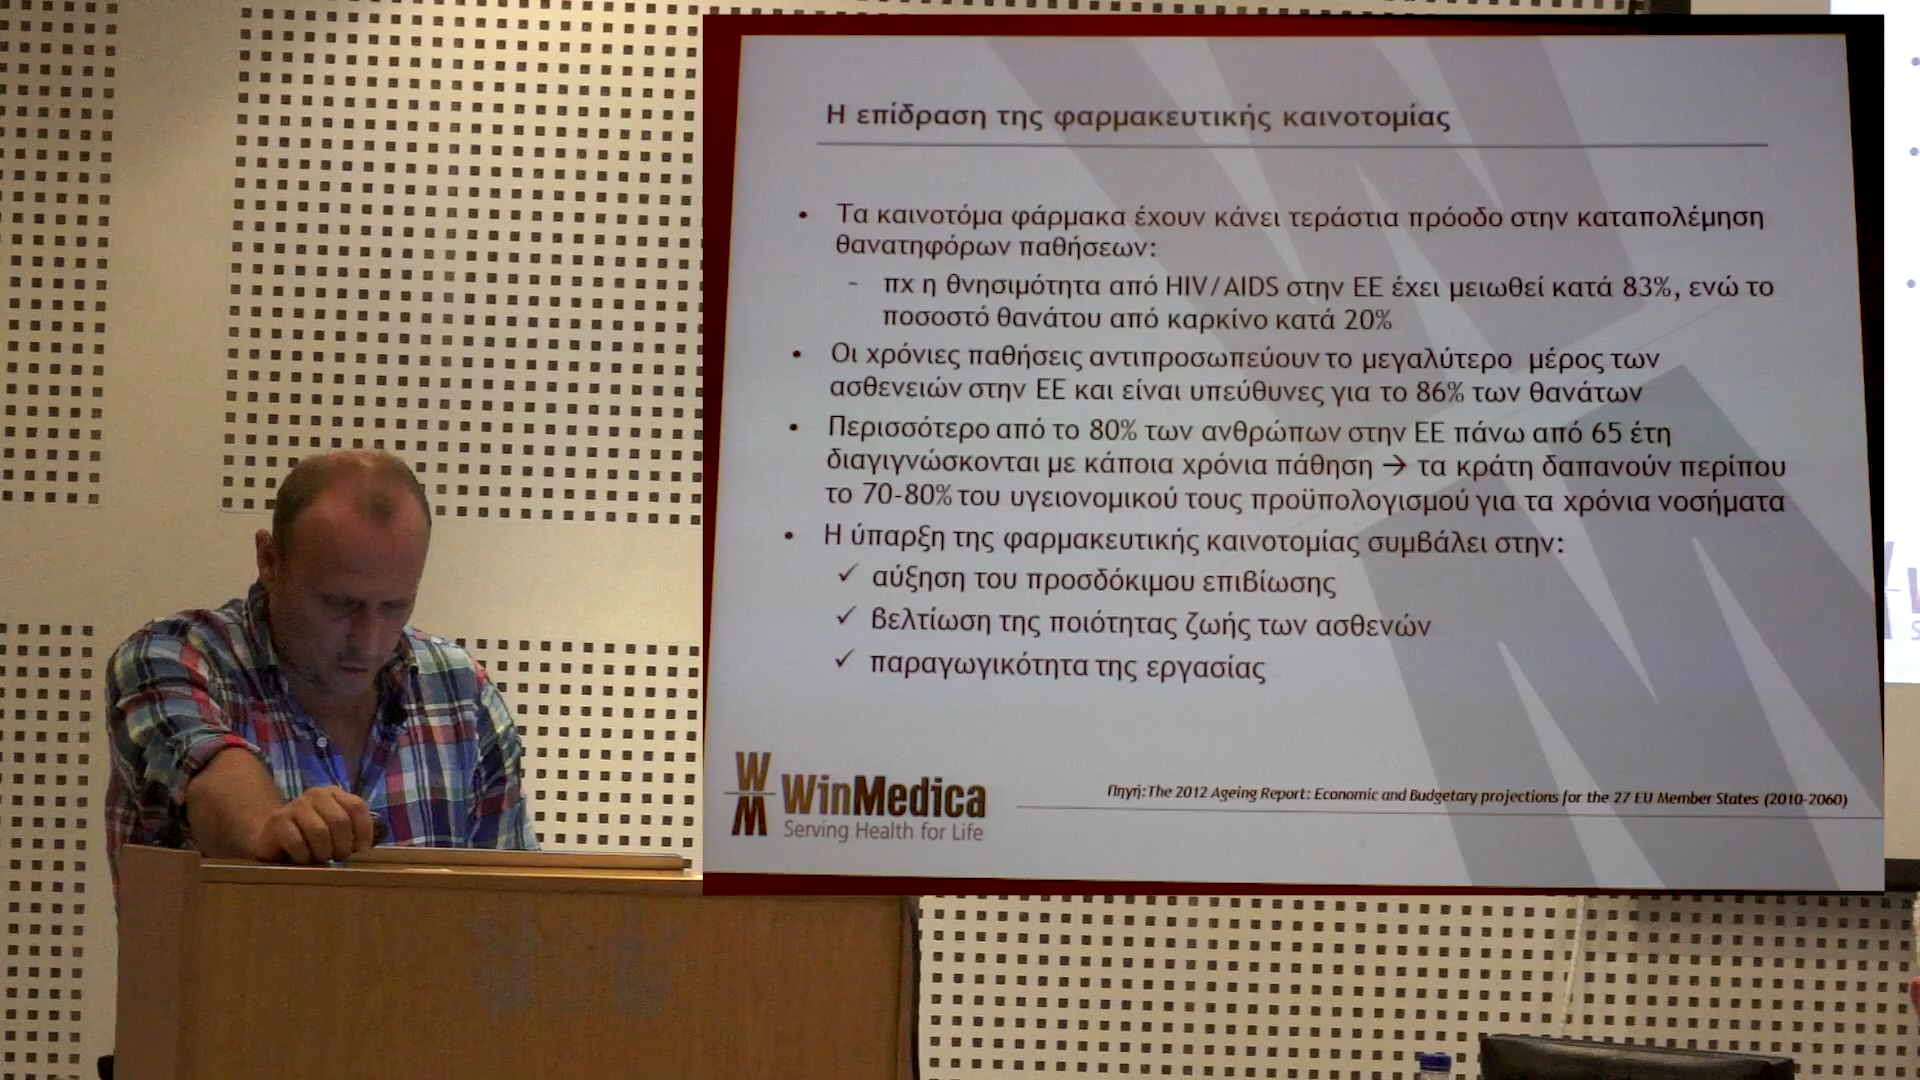 Η επίδραση της φαρμακευτικής καινοτομίας
• Τα καινοτόμα φάρμακα έχουν κάνει τεράστια πρόοδο στην καταπολέμηση
θανατηφόρων παθήσεων:
- πχ η θνησιμότητα από HIV/AIDS στην ΕΕ έχει μειωθεί κατά 83%, ενώ το
ποσοστό θανάτου από καρκίνο κατά 20%
• Οι χρόνιες παθήσεις αντιπροσωπεύουν το μεγαλύτερο μέρος των
ασθενειών στην ΕΕ και είναι υπεύθυνες για το 86% των θανάτων
• Περισσότερο από το 80% των ανθρώπων στην ΕΕ πάνω από 65 έτη
διαγιγνώσκονται με κάποια χρόνια πάθηση → τα κράτη δαπανούν περίπου
το 70-80% του υγειονομικού τους προϋπολογισμού για τα χρόνια νοσήματα
• Η ύπαρξη της φαρμακευτικής καινοτομίας συμβάλει στην:
✓ αύξηση του προσδόκιμου επιβίωσης
✓ βελτίωση της ποιότητας ζωής των ασθενών
✓ παραγωγικότητα της εργασίας
WM WinMedica
Serving Health for Life
Πηγή: The 2012 Ageing Report: Economic and Budgetary projections for the 27 EU Member States (2010-2060)